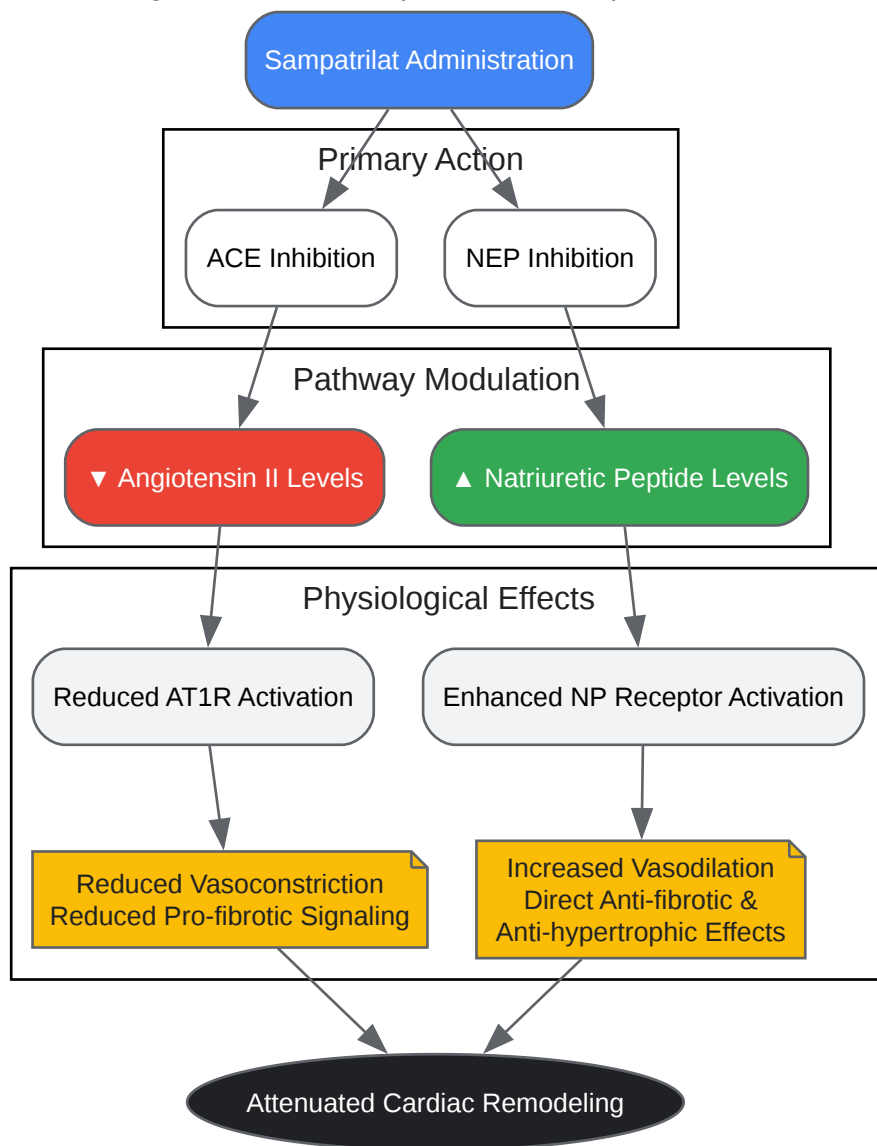 Sampatrilat Administration
Primary Action
ACE Inhibition
NEP Inhibition
Pathway Modulation
▼ Angiotensin II Levels
▲ Natriuretic Peptide Levels
Physiological Effects
Reduced AT1R Activation
Enhanced NP Receptor Activation
Reduced Vasoconstriction
Reduced Pro-fibrotic Signaling
Increased Vasodilation
Direct Anti-fibrotic &
Anti-hypertrophic Effects
Attenuated Cardiac Remodeling